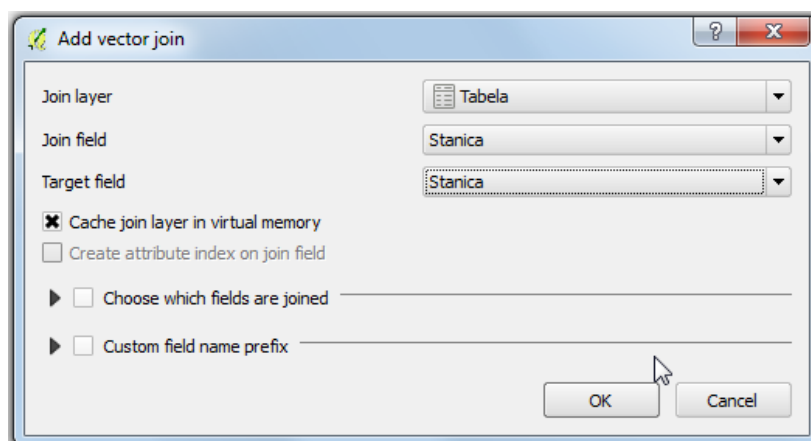 Add vector join
Join layer Tabela
Join field Stanica
Target field Stanica
Cache join layer in virtual memory
Create attribute index on join field
Choose which fields are joined
Custom field name prefix
OK Cancel